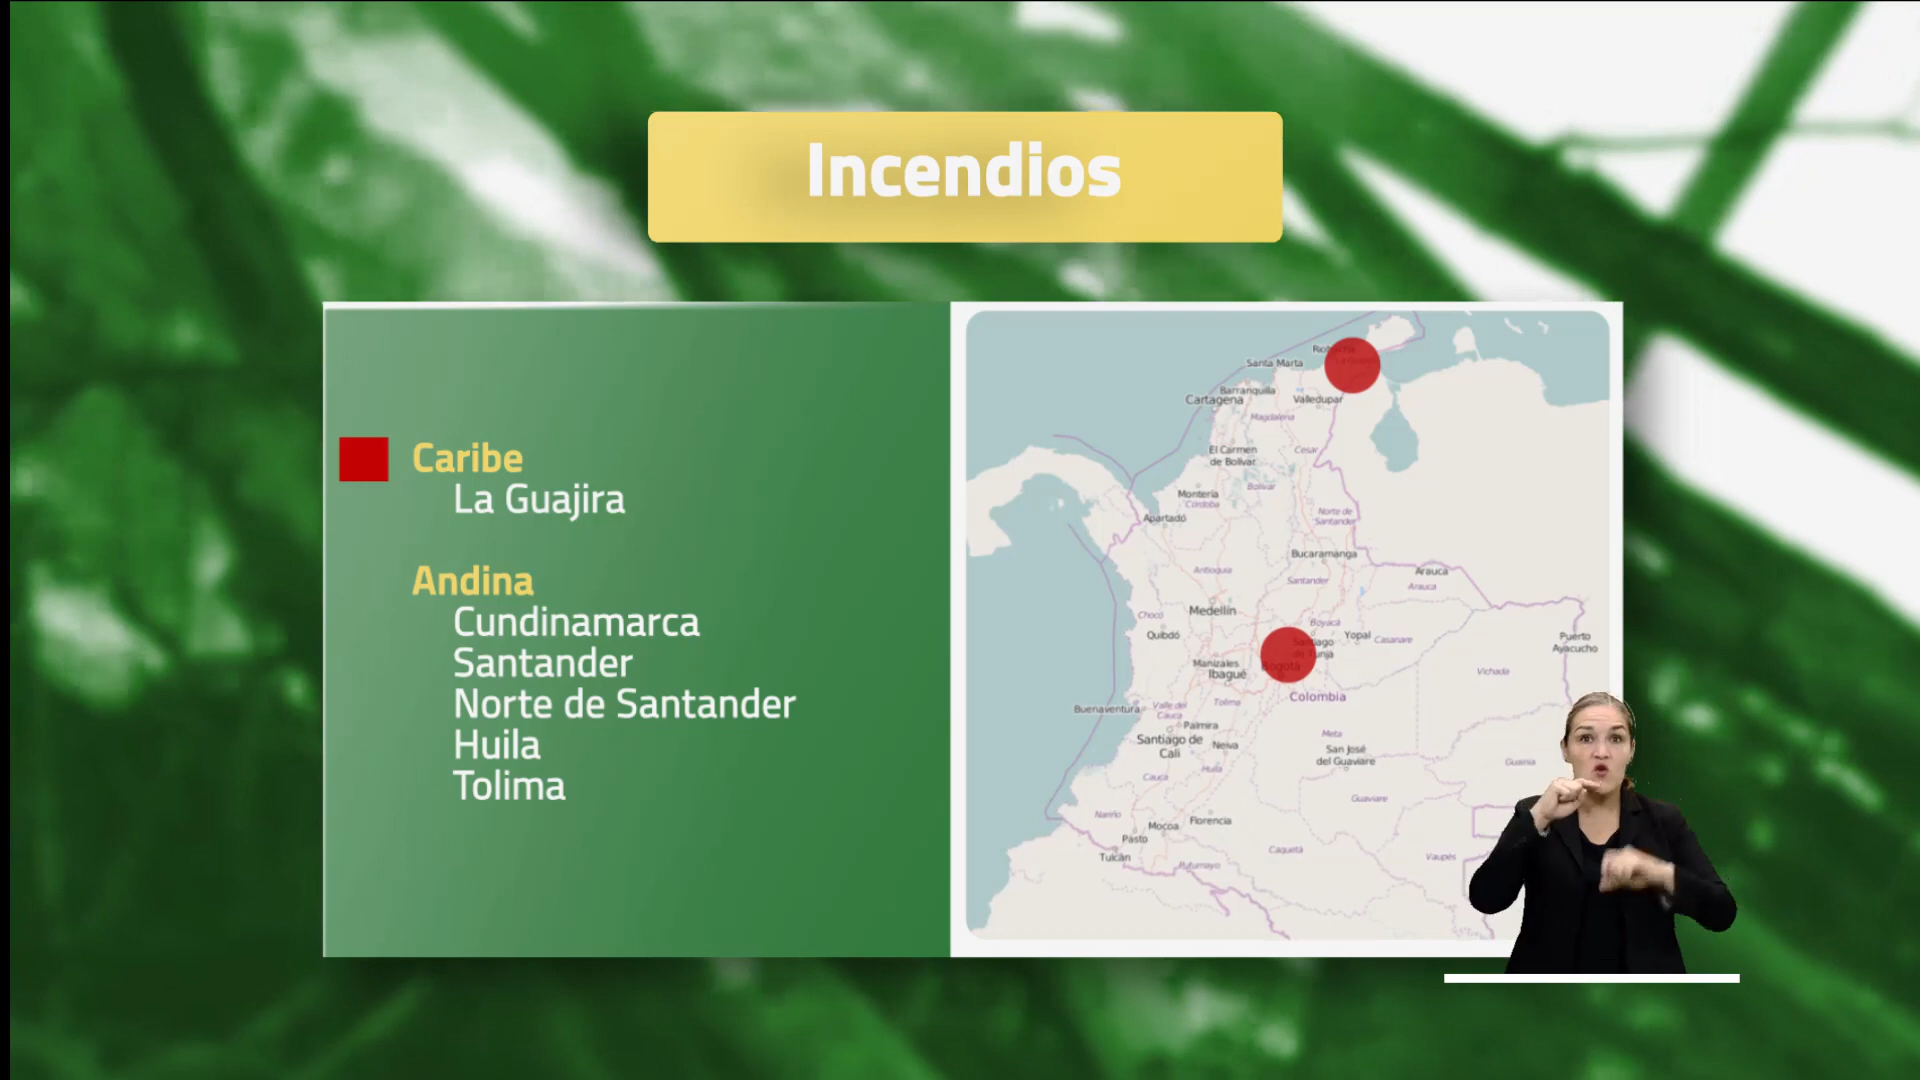 Incendios
Caribe
La Guajira
Andina
Cundinamarca
Santander
Norte de Santander
Huila
Tolima
Santa Marta
Barranquilla
Cartagena
Valledupar
Magdalena
El Carmen
de Bolívar
Cesar
Bolívar
Montería
Córdoba
Apartadó
Norte de
Santander
Bucaramanga
Antioquia
Santander
Arauca
Arauca
Medellín
Chocó
Boyacá
Quibdó
Yopal
Casanare
Puerto
Ayacucho
Manizales
Ibagué
Bogotá
Vichada
Colombia
Buenaventura
Valle del
Cauca
Tolima
Palmira
Santiago de
Cali
Neiva
Meta
San José
del Guaviare
Guainía
Cauca
Huila
Guaviare
Nariño
Mocoa
Florencia
Pasto
Tulcán
Putumayo
Caquetá
Vaupés